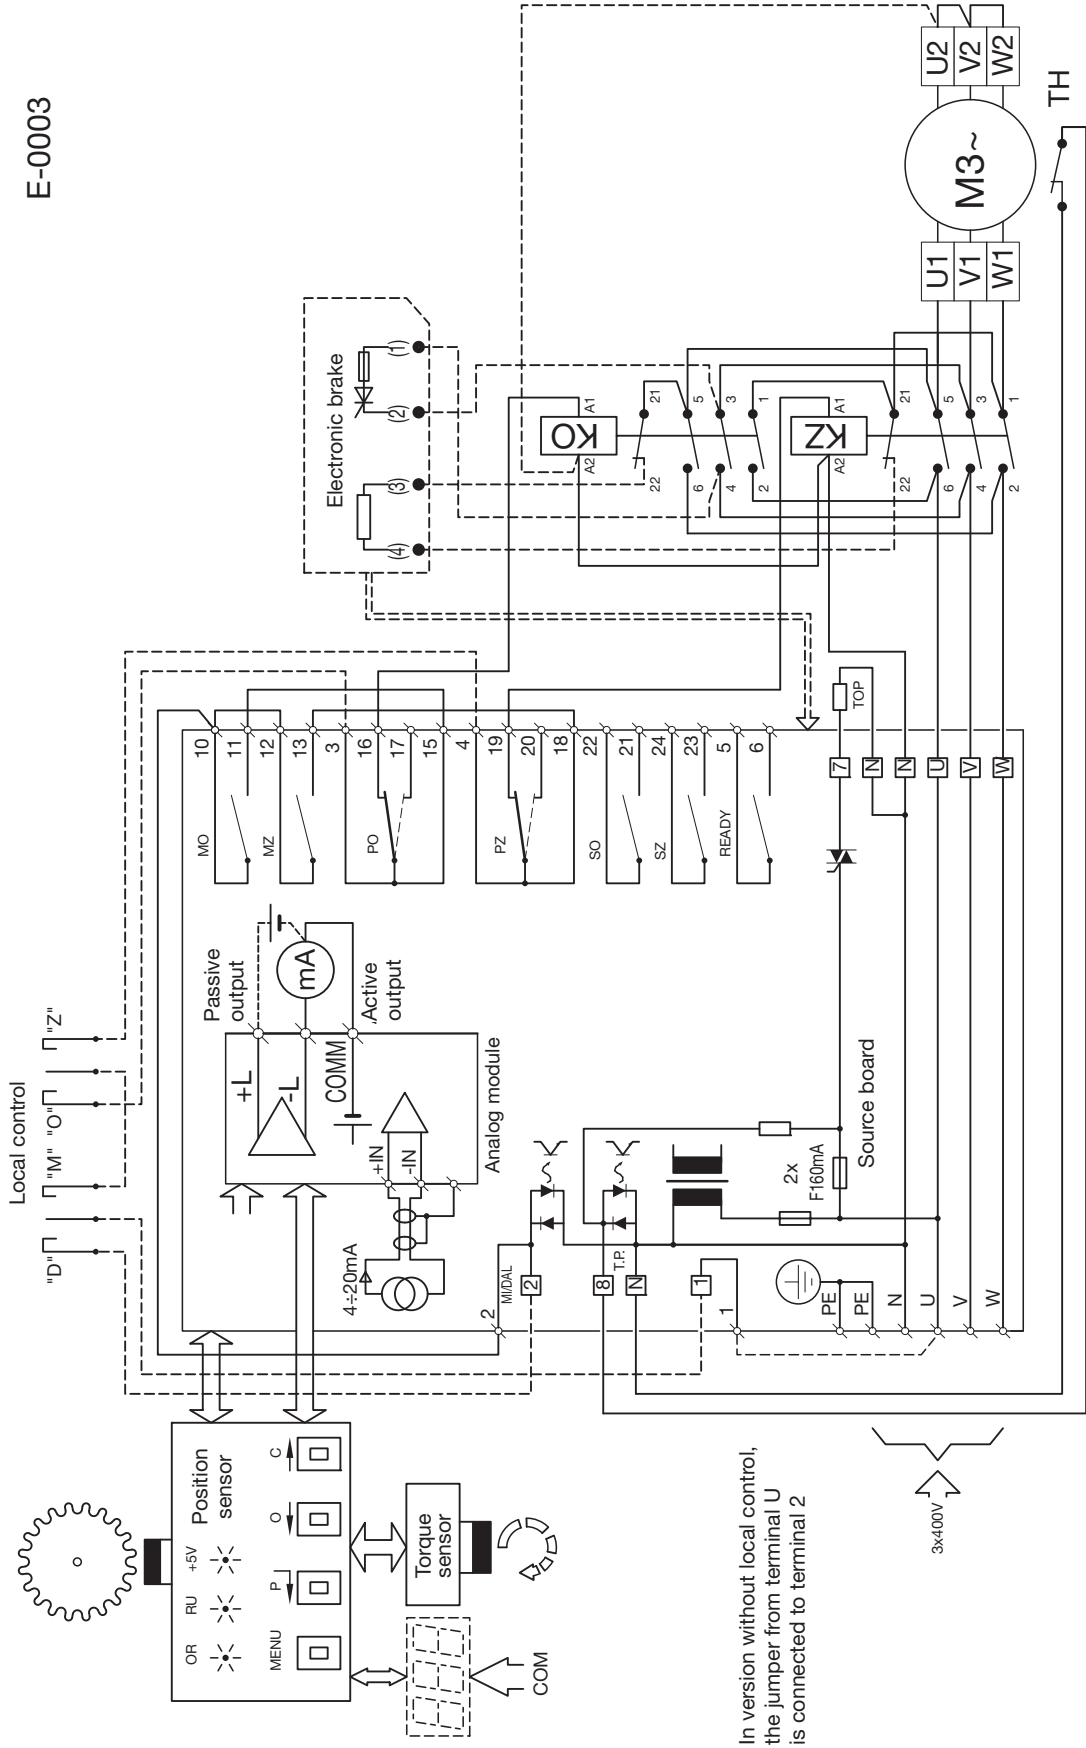 E-0003
Local control
"D"
"M"
"O"
"Z"
Position
sensor
OR
RU
+5V
MENU
P
O
C
Torque
sensor
COM
In version without local control,
the jumper from terminal U
is connected to terminal 2
3x400V
Passive
output
Active
output
mA
+L
-L
COMM
+IN
-IN
Analog module
4÷20mA
2
MI/DAL
2
8
T.P.
N
1
1
PE
PE
N
U
V
W
2x
F160mA
Source board
MO
MZ
PO
PZ
SO
SZ
READY
10
11
12
13
3
16
17
15
4
19
20
18
22
21
24
23
5
6
7
N
N
U
V
W
TOP
Electronic brake
(4)
(3)
(2)
(1)
KO
A2
A1
22
21
6
5
4
3
2
1
KZ
A2
A1
22
21
6
5
4
3
2
1
U1
V1
W1
M3~
U2
V2
W2
TH